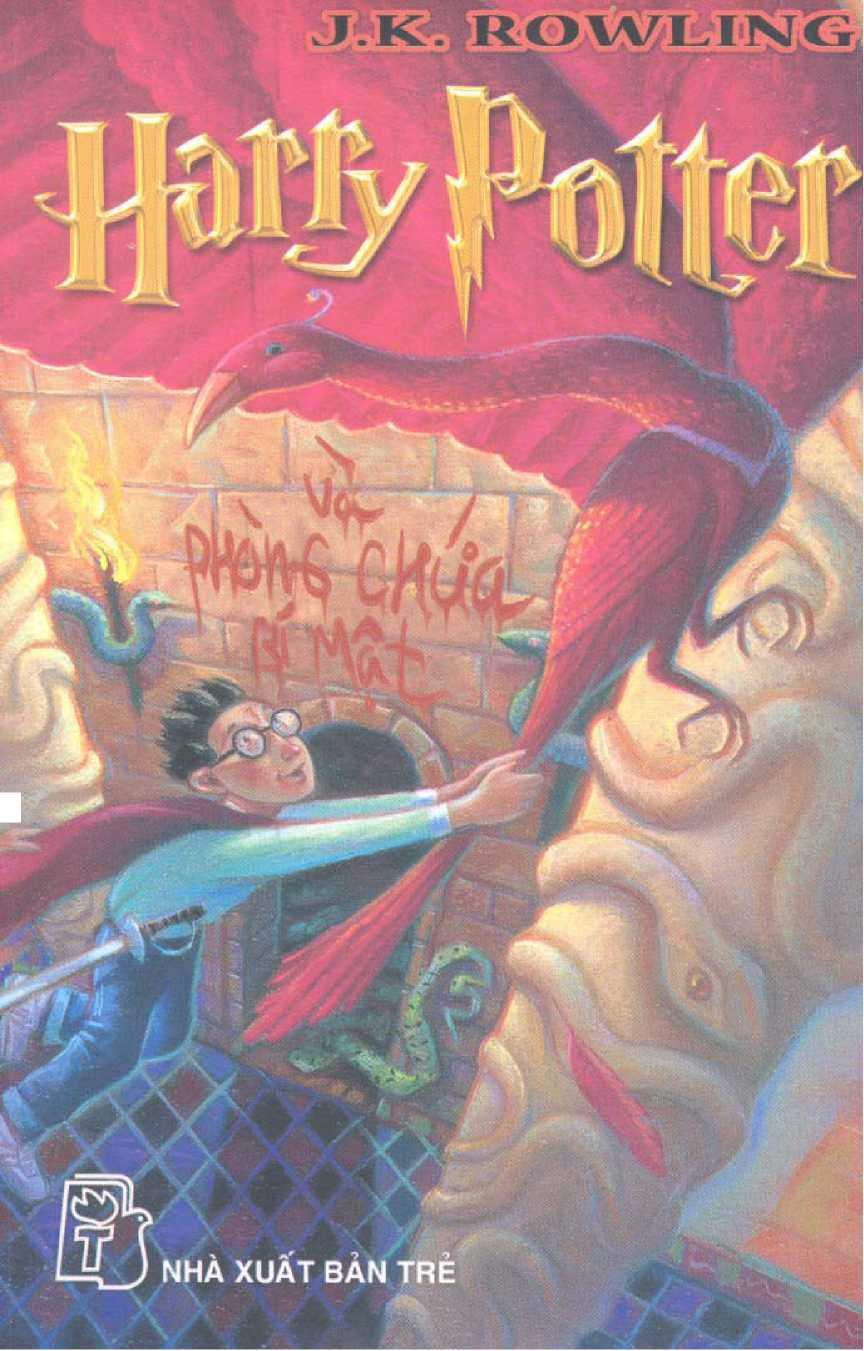 J.K. ROWLING
Harry Potter
và
PHÒNG CHỨA
BÍ MẬT
T
NHÀ XUẤT BẢN TRẺ